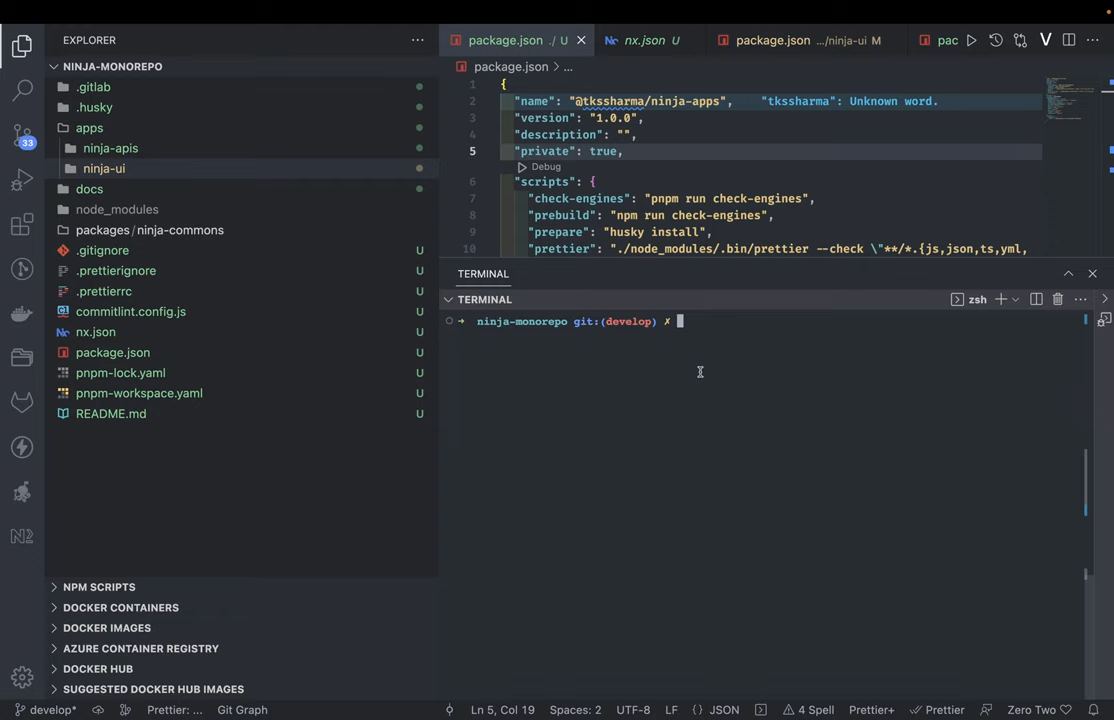 EXPLORER
NINJA-MONOREPO
.gitlab
.husky
apps
ninja-apis
ninja-ui
docs
node_modules
packages / ninja-commons
.gitignore U
.prettierignore U
.prettierrc U
commitlint.config.js U
nx.json U
package.json U
pnpm-lock.yaml U
pnpm-workspace.yaml U
README.md U
NPM SCRIPTS
DOCKER CONTAINERS
DOCKER IMAGES
AZURE CONTAINER REGISTRY
DOCKER HUB
SUGGESTED DOCKER HUB IMAGES
33
package.json ./ U
nx.json U
package.json .../ninja-ui M
pac
package.json > ...
1 {
2 "name": "@tkssharma/ninja-apps", "tkssharma": Unknown word.
3 "version": "1.0.0",
4 "description": "",
5 "private": true,
Debug
6 "scripts": {
7 "check-engines": "pnpm run check-engines",
8 "prebuild": "npm run check-engines",
9 "prepare": "husky install",
10 "prettier": "./node_modules/.bin/prettier --check \"**/*.{js,json,ts,yml,
TERMINAL
TERMINAL
zsh
→ ninja-monorepo git:(develop) ✗
develop*
Prettier: ...
Git Graph
Ln 5, Col 19
Spaces: 2
UTF-8
LF
{} JSON
4 Spell
Prettier+
Prettier
Zero Two